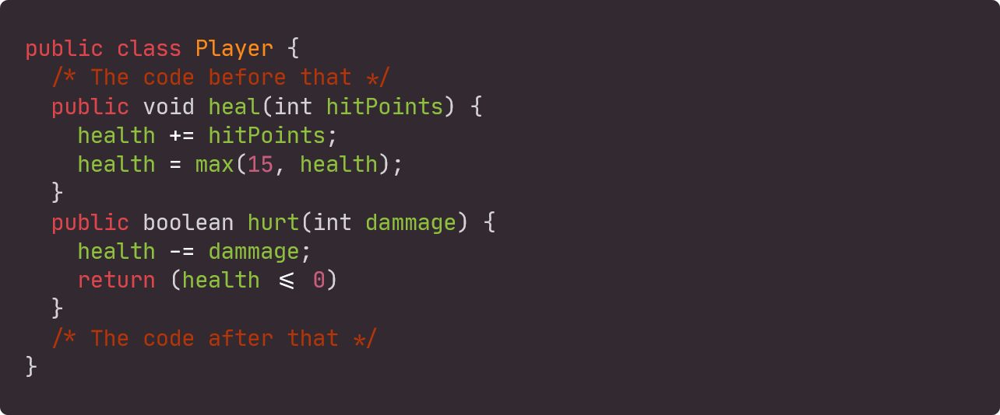 public class Player {
  /* The code before that */
  public void heal(int hitPoints) {
    health += hitPoints;
    health = max(15, health);
  }
  public boolean hurt(int dammage) {
    health -= dammage;
    return (health <= 0)
  }
  /* The code after that */
}